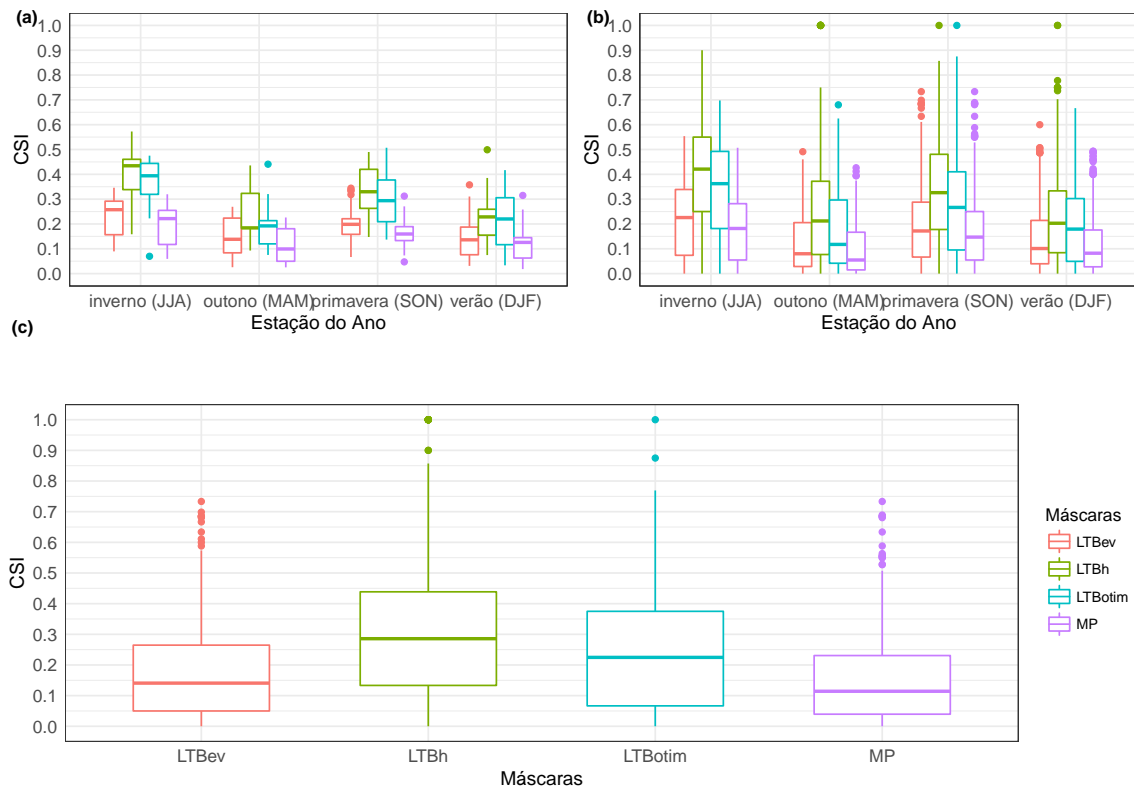 (a)
CSI
1.0
0.9
0.8
0.7
0.6
0.5
0.4
0.3
0.2
0.1
0.0
inverno (JJA) outono (MAM) primavera (SON) verão (DJF)
Estação do Ano
(b)
CSI
1.0
0.9
0.8
0.7
0.6
0.5
0.4
0.3
0.2
0.1
0.0
inverno (JJA) outono (MAM) primavera (SON) verão (DJF)
Estação do Ano
(c)
CSI
1.0
0.9
0.8
0.7
0.6
0.5
0.4
0.3
0.2
0.1
0.0
LTBev LTBh LTBotim MP
Máscaras
Máscaras
LTBev
LTBh
LTBotim
MP